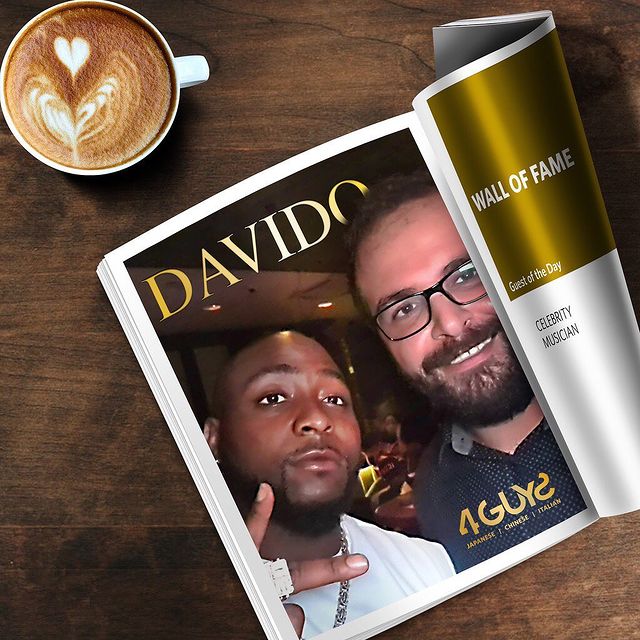 DAVIDO
WALL OF FAME
Guest of the Day
CELEBRITY
MUSICIAN
4GUYS
JAPANESE | CHINESE | ITALIAN